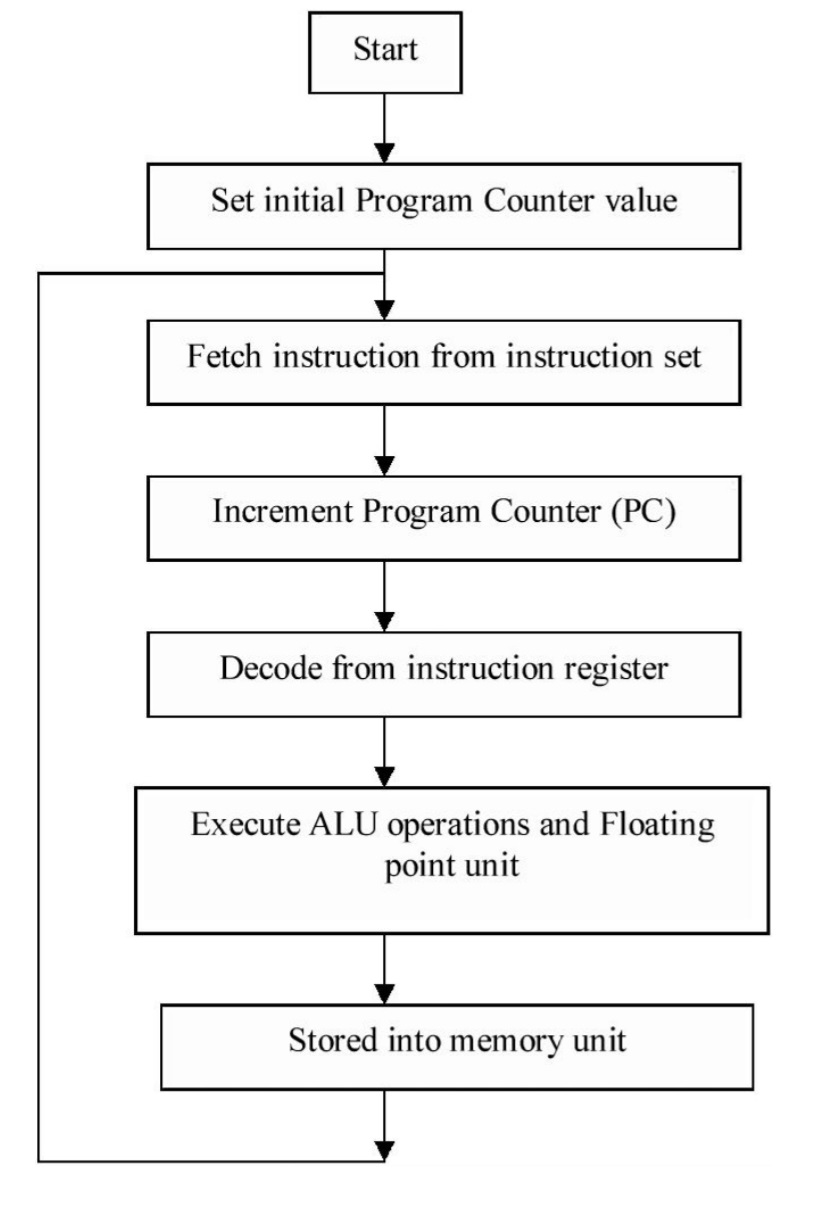 Start
Set initial Program Counter value
Fetch instruction from instruction set
Increment Program Counter (PC)
Decode from instruction register
Execute ALU operations and Floating
point unit
Stored into memory unit